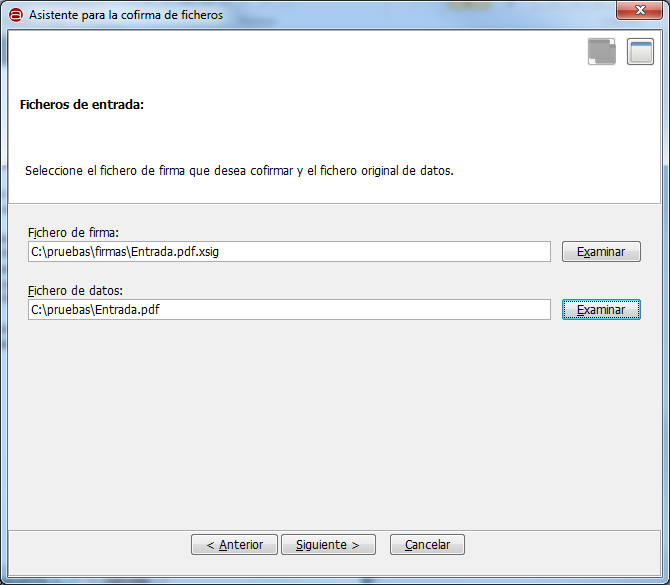 Asistente para la cofirma de ficheros
Ficheros de entrada:
Seleccione el fichero de firma que desea cofirmar y el fichero original de datos.
Fichero de firma:
C:\pruebas\firmas\Entrada.pdf.xsig
Examinar
Fichero de datos:
C:\pruebas\Entrada.pdf
Examinar
< Anterior
Siguiente >
Cancelar